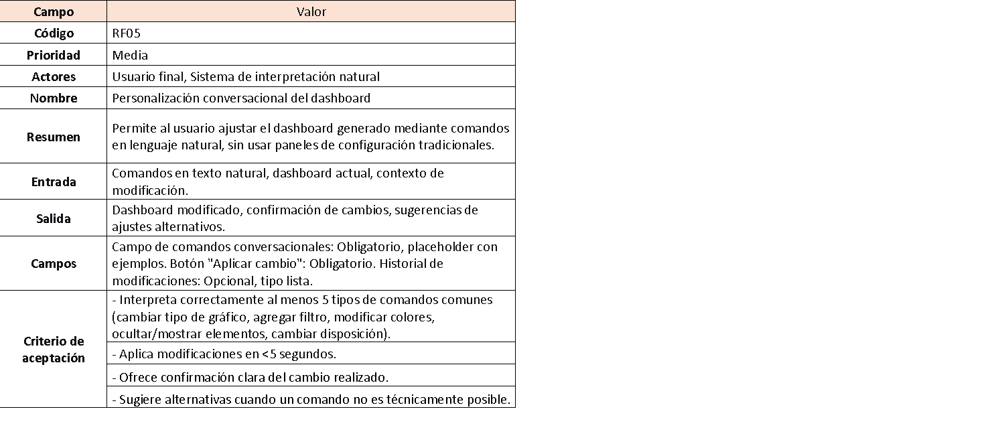 Campo Valor
Código RF05
Prioridad Media
Actores Usuario final, Sistema de interpretación natural
Nombre Personalización conversacional del dashboard
Resumen Permite al usuario ajustar el dashboard generado mediante comandos
en lenguaje natural, sin usar paneles de configuración tradicionales.
Entrada Comandos en texto natural, dashboard actual, contexto de
modificación.
Salida Dashboard modificado, confirmación de cambios, sugerencias de
ajustes alternativos.
Campos Campo de comandos conversacionales: Obligatorio, placeholder con
ejemplos. Botón "Aplicar cambio": Obligatorio. Historial de
modificaciones: Opcional, tipo lista.
Criterio de
aceptación
- Interpreta correctamente al menos 5 tipos de comandos comunes
(cambiar tipo de gráfico, agregar filtro, modificar colores,
ocultar/mostrar elementos, cambiar disposición).
- Aplica modificaciones en <5 segundos.
- Ofrece confirmación clara del cambio realizado.
- Sugiere alternativas cuando un comando no es técnicamente posible.